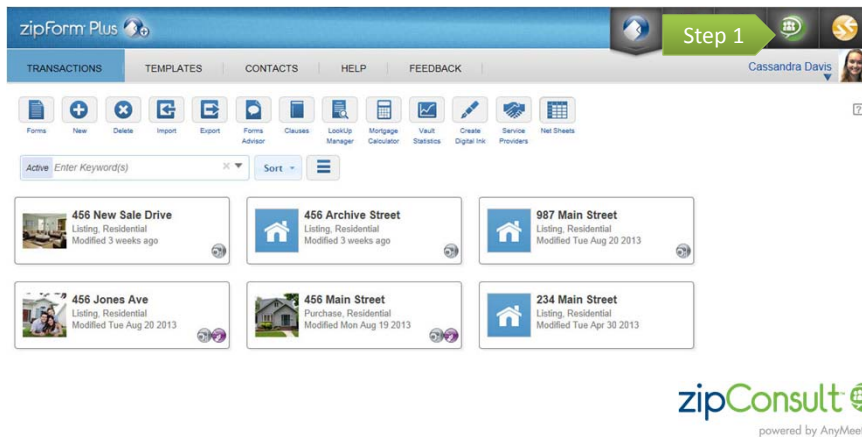 zipForm Plus
Step 1
TRANSACTIONS TEMPLATES CONTACTS HELP FEEDBACK
Cassandra Davis
Forms New Delete Import Export Forms Advisor Clauses LookUp Manager Mortgage Calculator Vault Statistics Create Digital Ink Service Providers Net Sheets
Active Enter Keyword(s) Sort
456 New Sale Drive
Listing, Residential
Modified 3 weeks ago
456 Archive Street
Listing, Residential
Modified 3 weeks ago
987 Main Street
Listing, Residential
Modified Tue Aug 20 2013
456 Jones Ave
Listing, Residential
Modified Tue Aug 20 2013
456 Main Street
Purchase, Residential
Modified Mon Aug 19 2013
234 Main Street
Listing, Residential
Modified Tue Apr 30 2013
zipConsult
powered by AnyMee